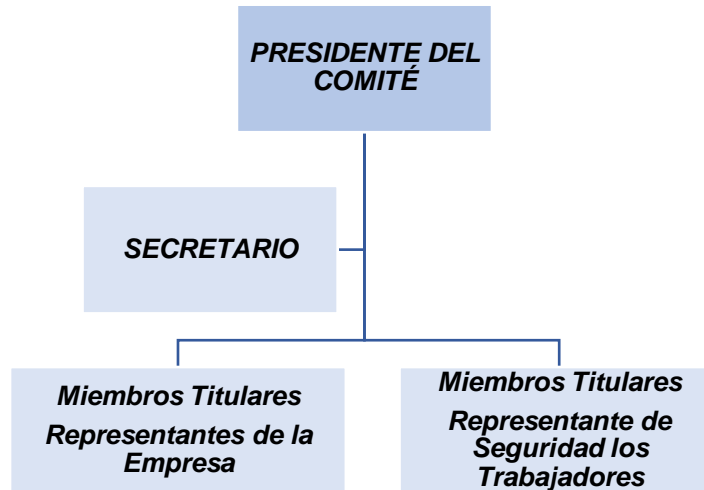 PRESIDENTE DEL
COMITÉ
SECRETARIO
Miembros Titulares
Representantes de la
Empresa
Miembros Titulares
Representante de
Seguridad los
Trabajadores